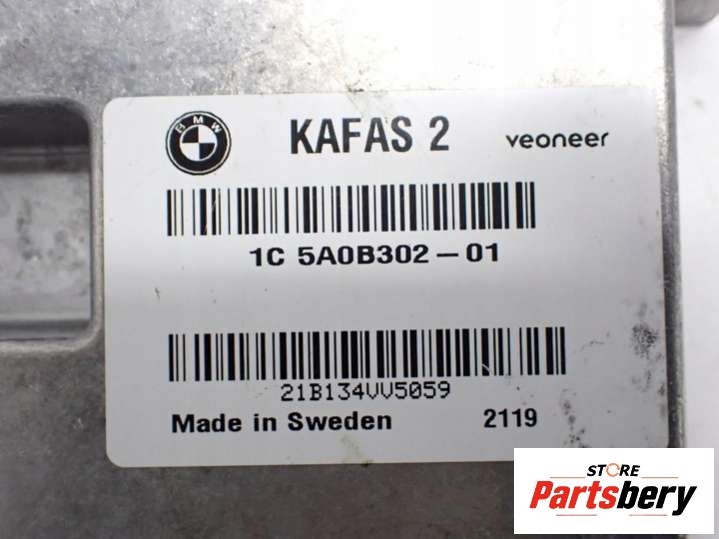 BMW
KAFAS 2
veoneer
1C 5A0B302-01
21B134VV5059
Made in Sweden 2119
STORE
Partsbery